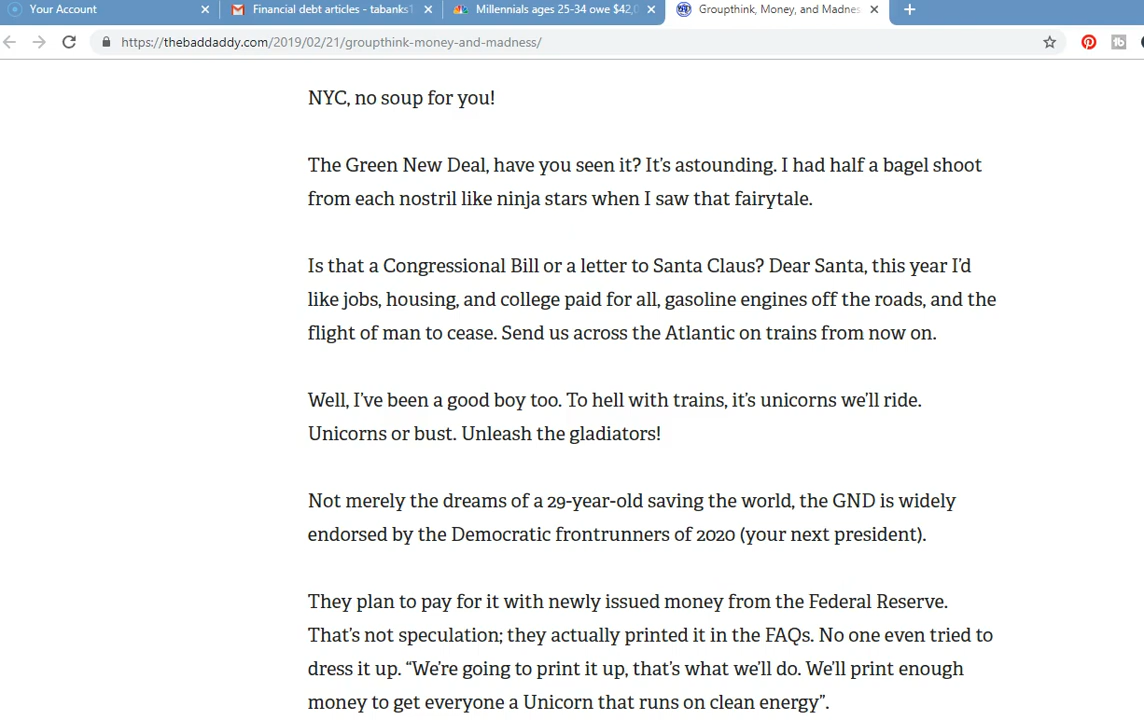 Your Account
Financial debt articles - tabanks1
Millennials ages 25-34 owe $42,0
Groupthink, Money, and Madnes
https://thebaddaddy.com/2019/02/21/groupthink-money-and-madness/
NYC, no soup for you!
The Green New Deal, have you seen it? It's astounding. I had half a bagel shoot
from each nostril like ninja stars when I saw that fairytale.
Is that a Congressional Bill or a letter to Santa Claus? Dear Santa, this year I'd
like jobs, housing, and college paid for all, gasoline engines off the roads, and the
flight of man to cease. Send us across the Atlantic on trains from now on.
Well, I've been a good boy too. To hell with trains, it's unicorns we'll ride.
Unicorns or bust. Unleash the gladiators!
Not merely the dreams of a 29-year-old saving the world, the GND is widely
endorsed by the Democratic frontrunners of 2020 (your next president).
They plan to pay for it with newly issued money from the Federal Reserve.
That's not speculation; they actually printed it in the FAQs. No one even tried to
dress it up. “We're going to print it up, that's what we'll do. We'll print enough
money to get everyone a Unicorn that runs on clean energy”.